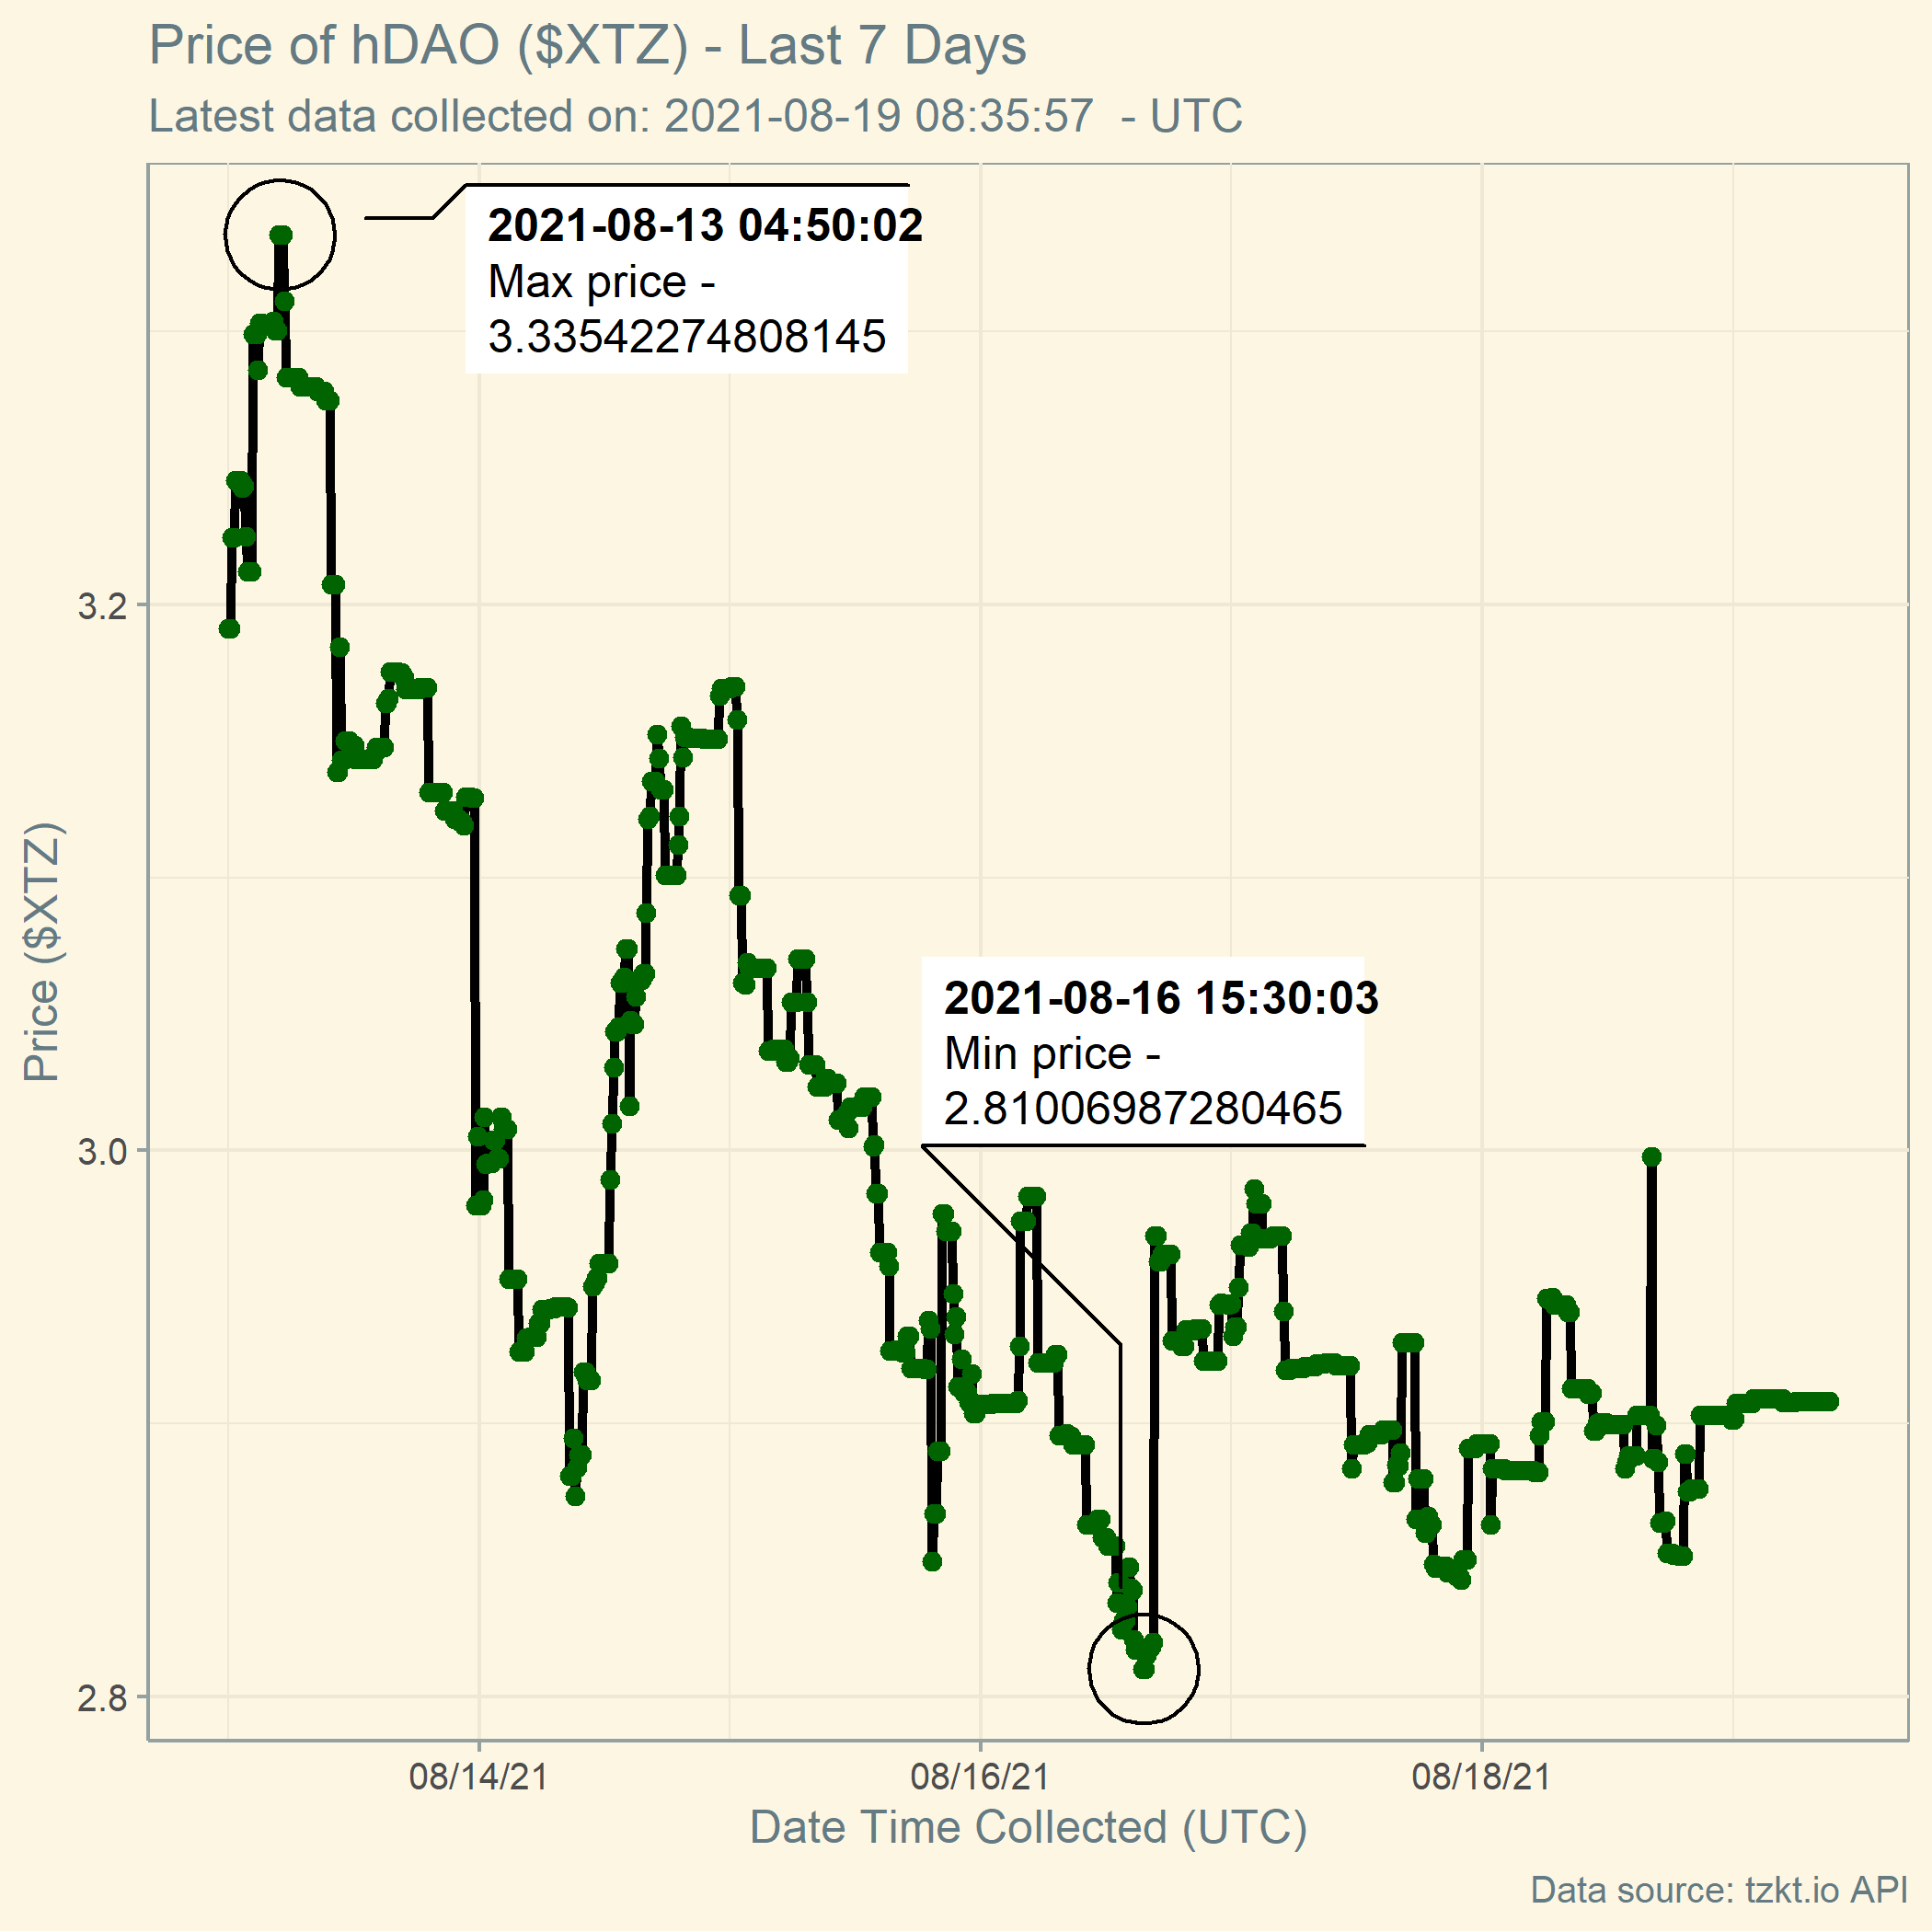 Price of hDAO ($XTZ) - Last 7 Days
Latest data collected on: 2021-08-19 08:35:57  - UTC
2021-08-13 04:50:02
Max price -
3.33542274808145
3.2
2021-08-16 15:30:03
Min price -
2.81006987280465
3.0
2.8
Price ($XTZ)
08/14/21
08/16/21
08/18/21
Date Time Collected (UTC)
Data source: tzkt.io API